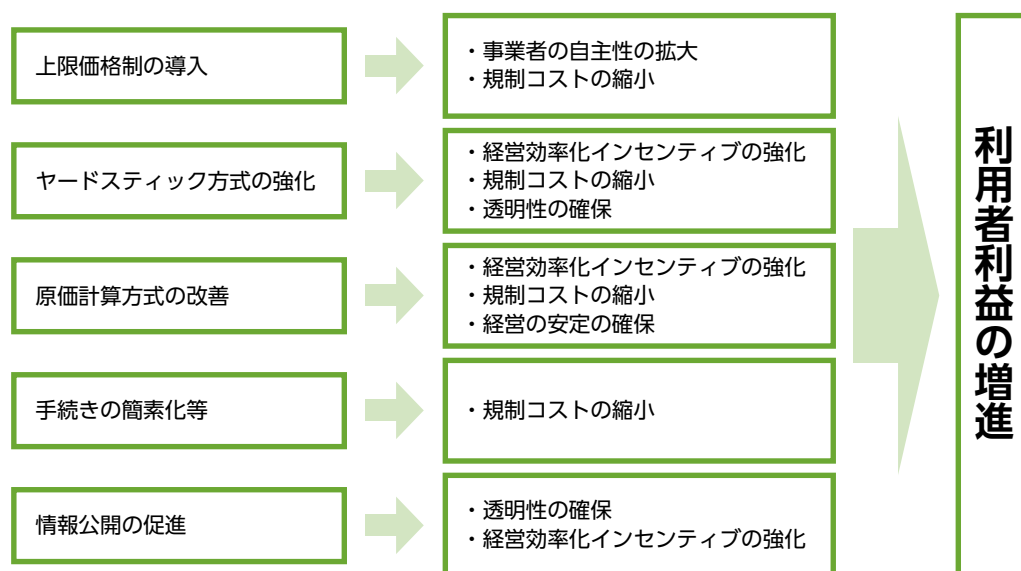 上限価格制の導入
・事業者の自主性の拡大
・規制コストの縮小
ヤードスティック方式の強化
・経営効率化インセンティブの強化
・規制コストの縮小
・透明性の確保
原価計算方式の改善
・経営効率化インセンティブの強化
・規制コストの縮小
・経営の安定の確保
手続きの簡素化等
・規制コストの縮小
情報公開の促進
・透明性の確保
・経営効率化インセンティブの強化
利用者利益の増進